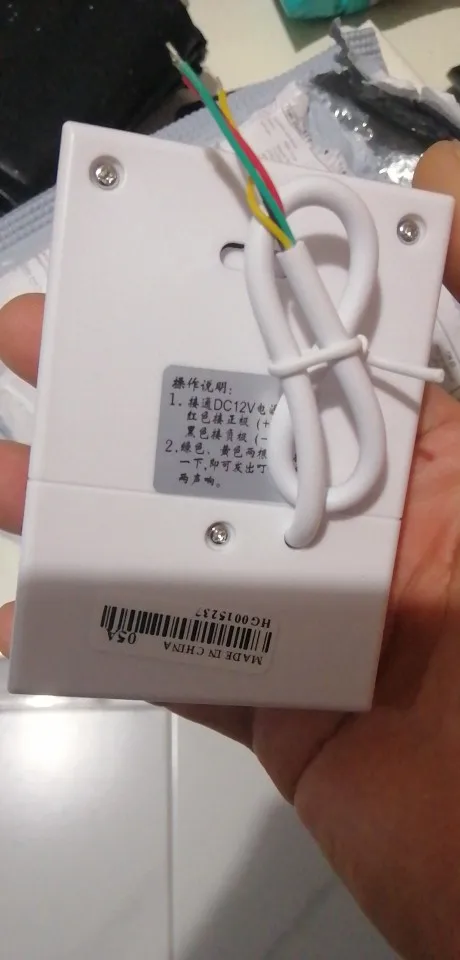 操作说明:
1. 接通DC12V电
红色接正极 (+
黑色接负极 (-
2. 绿色、黄色两根
一下,即可发出叮
两声响。
HG0015237
05A
MADE IN CHINA